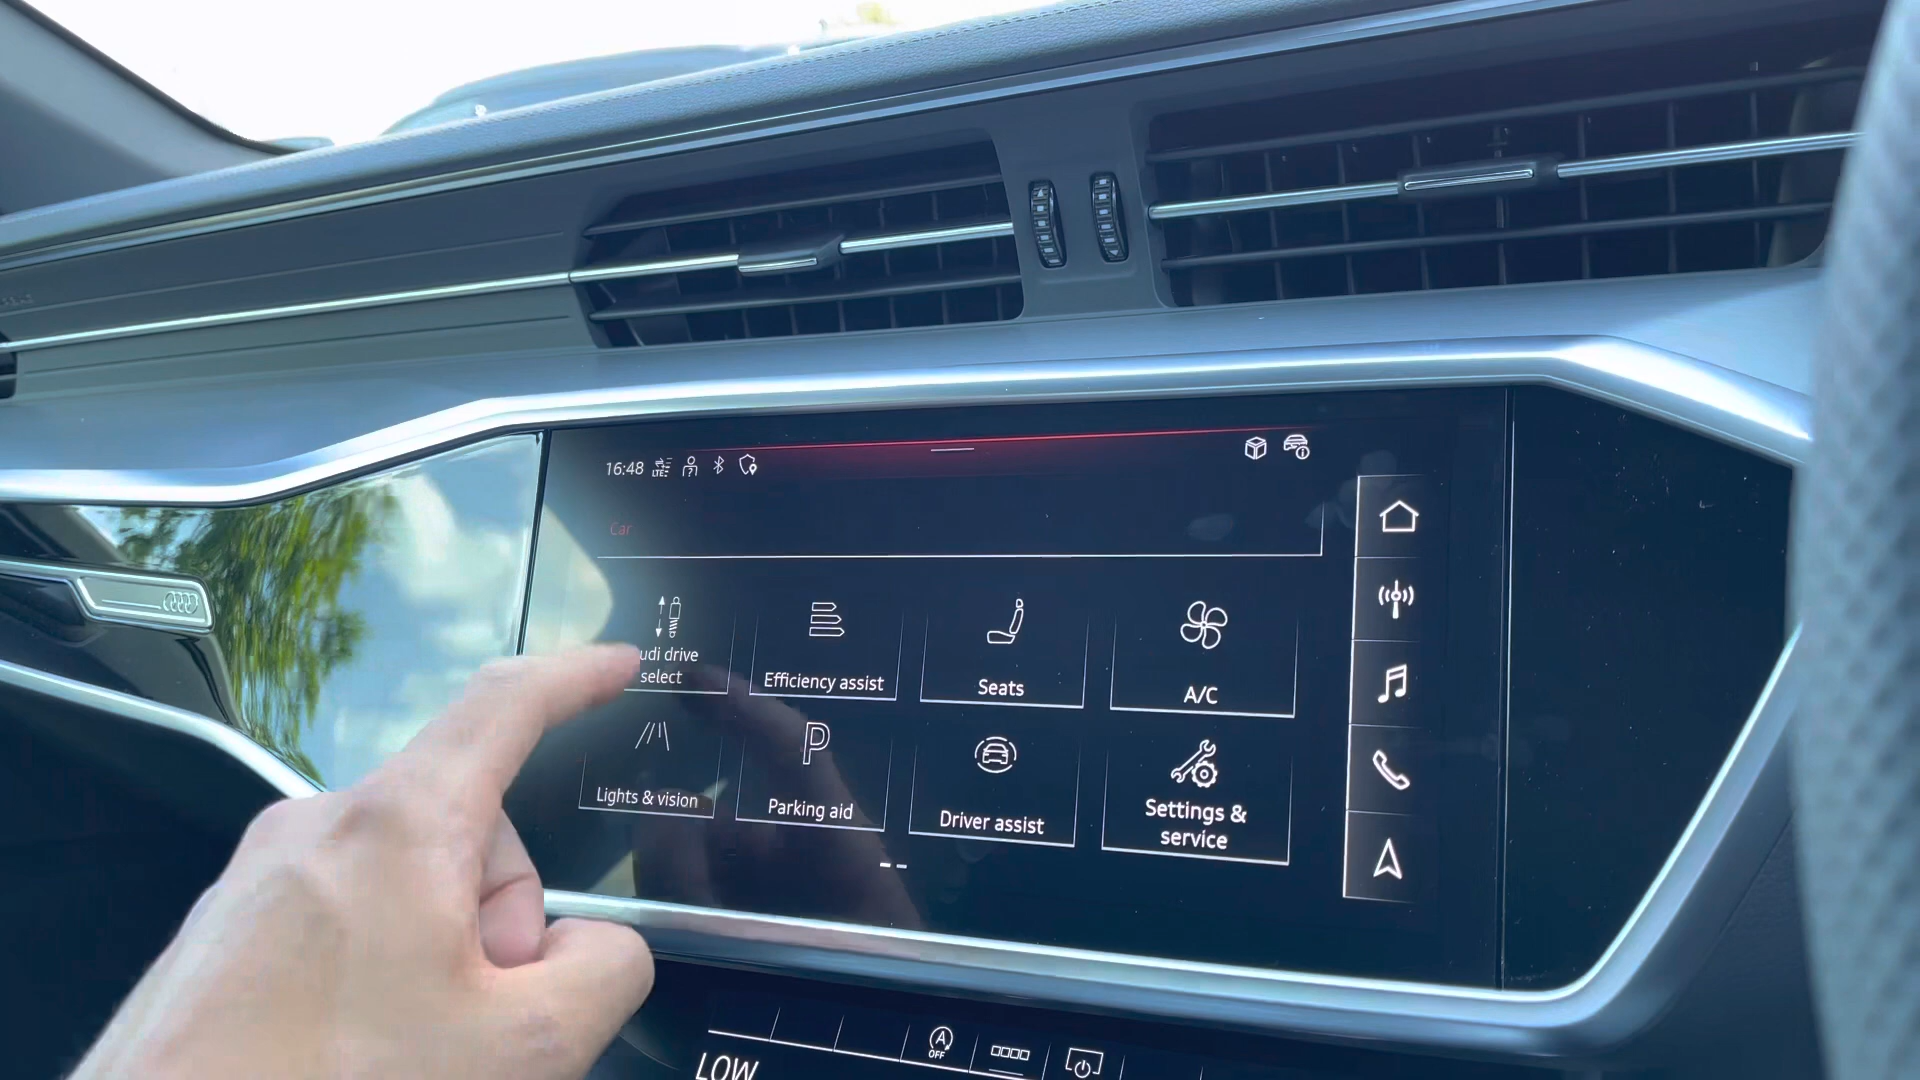 16:48
LTE
Car
udi drive
select
Efficiency assist
Seats
A/C
Lights & vision
P
Parking aid
Driver assist
Settings &
service
A
OFF
LOW